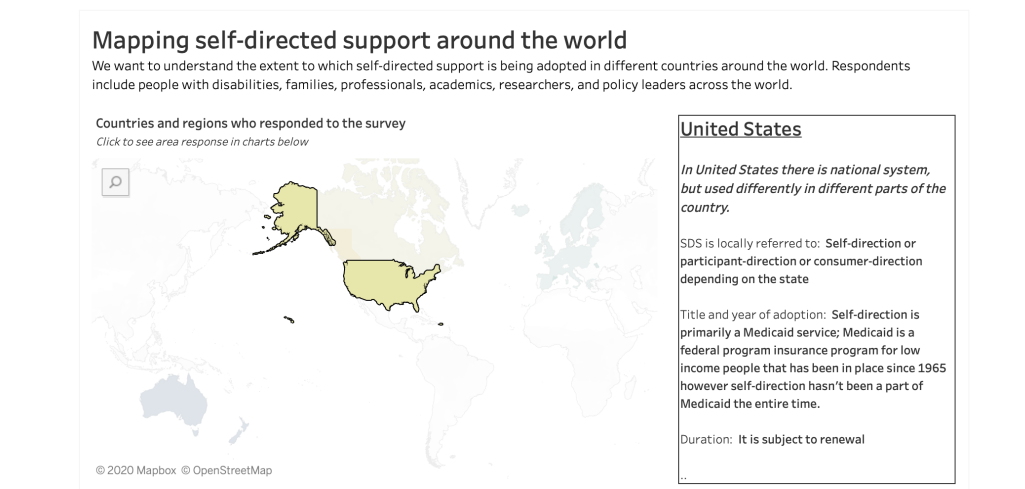 Mapping self-directed support around the world
We want to understand the extent to which self-directed support is being adopted in different countries around the world. Respondents
include people with disabilities, families, professionals, academics, researchers, and policy leaders across the world.
Countries and regions who responded to the survey
Click to see area response in charts below
© 2020 Mapbox © OpenStreetMap
United States
In United States there is national system,
but used differently in different parts of the
country.
SDS is locally referred to: Self-direction or
participant-direction or consumer-direction
depending on the state
Title and year of adoption: Self-direction is
primarily a Medicaid service; Medicaid is a
federal program insurance program for low
income people that has been in place since 1965
however self-direction hasn't been a part of
Medicaid the entire time.
Duration: It is subject to renewal
..